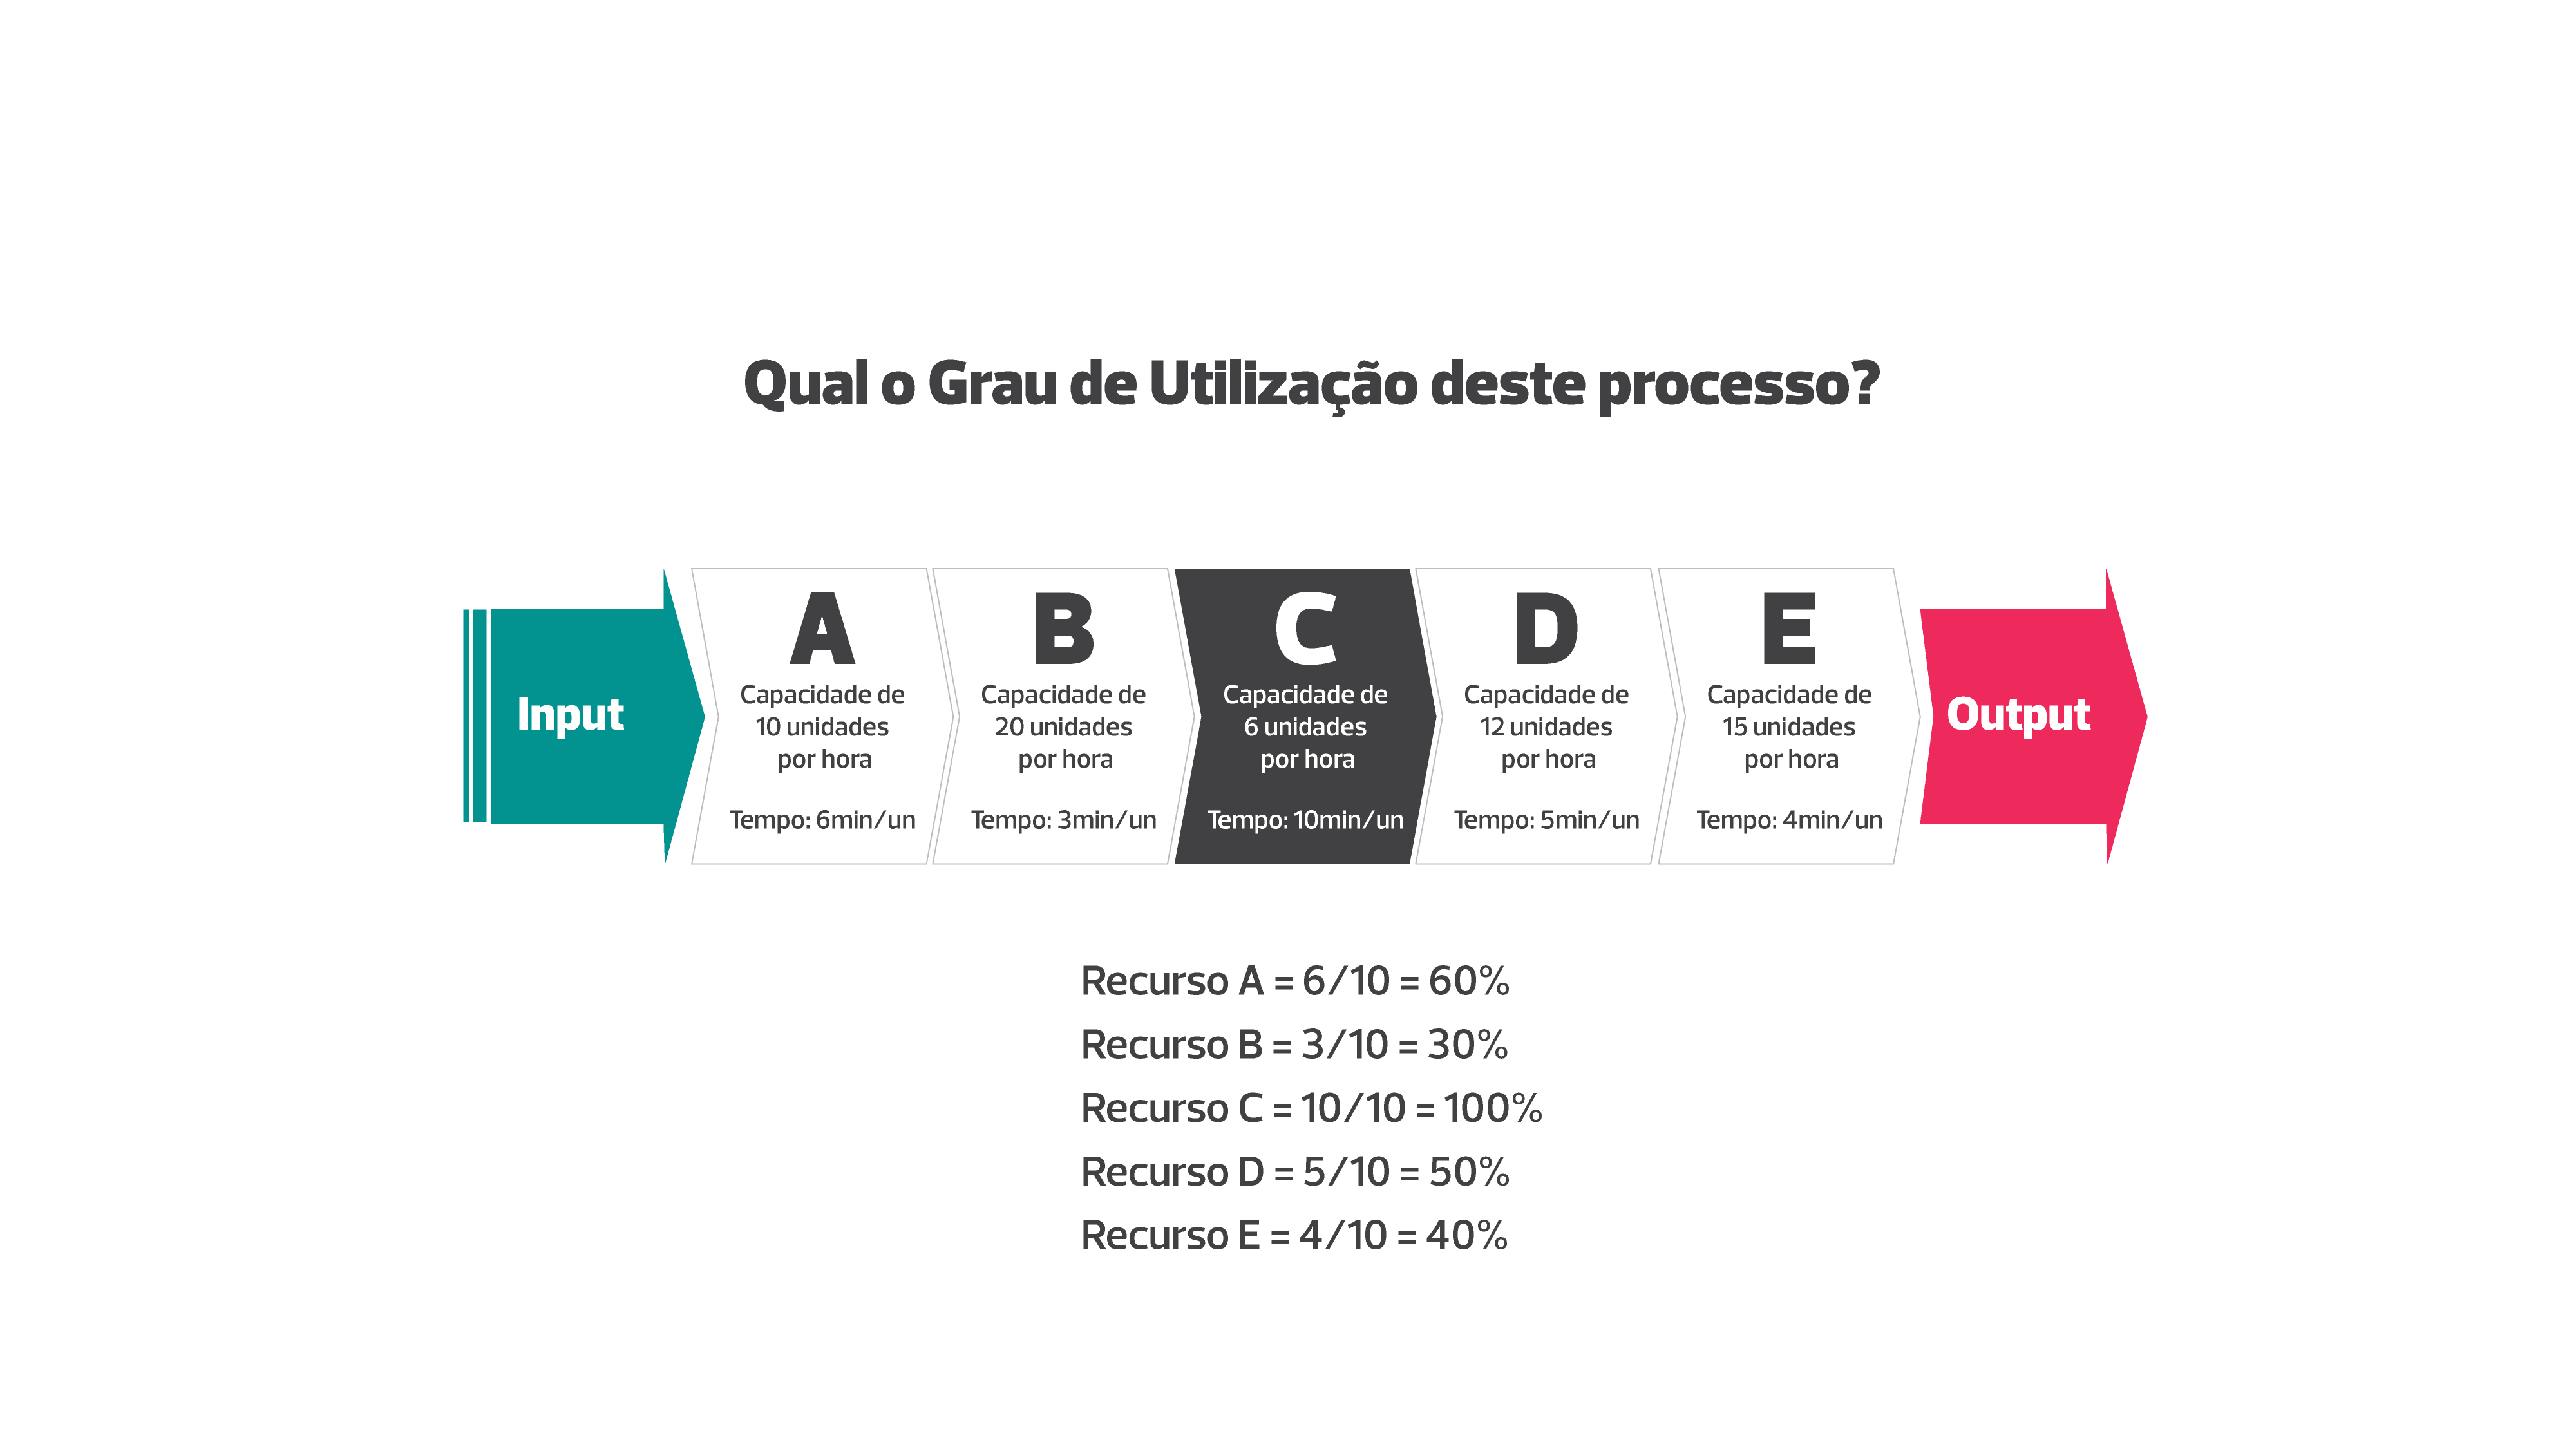 Qual o Grau de Utilização deste processo?
Input
A
Capacidade de
10 unidades
por hora
Tempo: 6min/un
B
Capacidade de
20 unidades
por hora
Tempo: 3min/un
C
Capacidade de
6 unidades
por hora
Tempo: 10min/un
D
Capacidade de
12 unidades
por hora
Tempo: 5min/un
E
Capacidade de
15 unidades
por hora
Tempo: 4min/un
Output
Recurso A = 6/10 = 60%
Recurso B = 3/10 = 30%
Recurso C = 10/10 = 100%
Recurso D = 5/10 = 50%
Recurso E = 4/10 = 40%